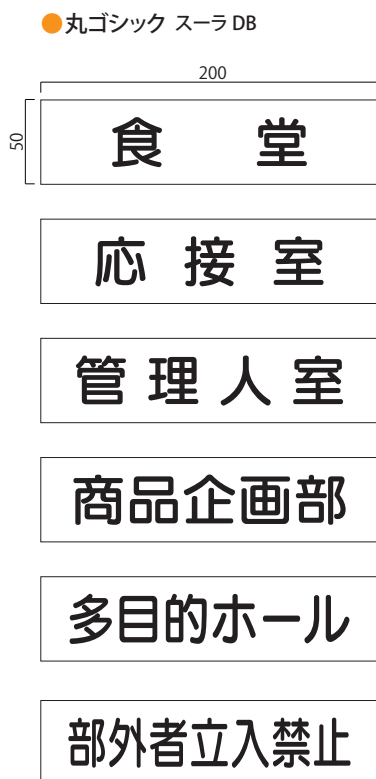 ●丸ゴシック スーラ DB
200
50
食　堂
応 接 室
管 理 人 室
商品企画部
多目的ホール
部外者立入禁止